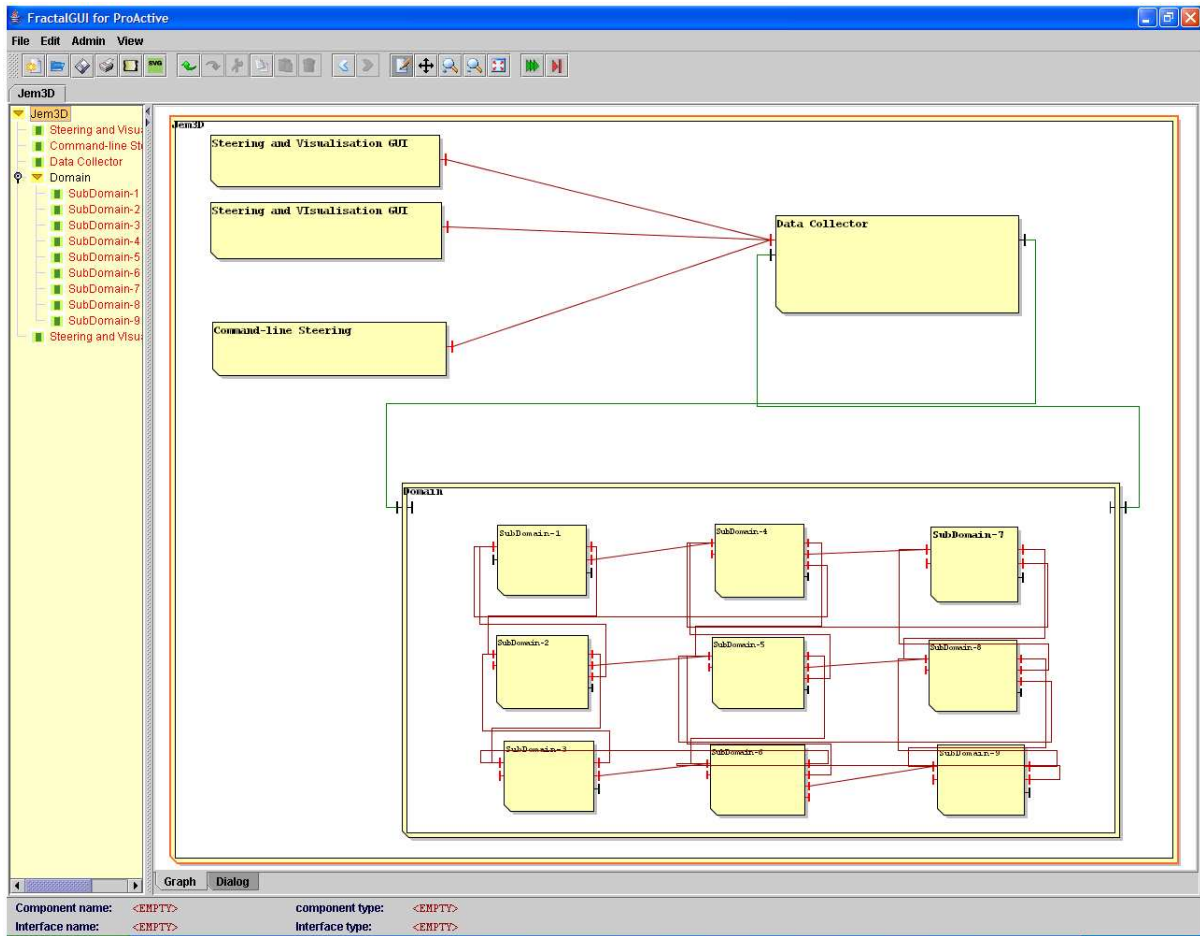 FractalGUI for ProActive
File Edit Admin View
SVG
Jem3D
Jem3D
Steering and Visu
Command-line St
Data Collector
Domain
SubDomain-1
SubDomain-2
SubDomain-3
SubDomain-4
SubDomain-5
SubDomain-6
SubDomain-7
SubDomain-8
SubDomain-9
Steering and VIsu
Jem3D
Steering and Visualisation GUI
Steering and VIsualisation GUI
Data Collector
Command-line Steering
Domain
SubDomain-1
SubDomain-4
SubDomain-7
SubDomain-2
SubDomain-5
SubDomain-8
SubDomain-3
SubDomain-6
SubDomain-9
Graph Dialog
Component name: <EMPTY> component type: <EMPTY>
Interface name: <EMPTY> Interface type: <EMPTY>